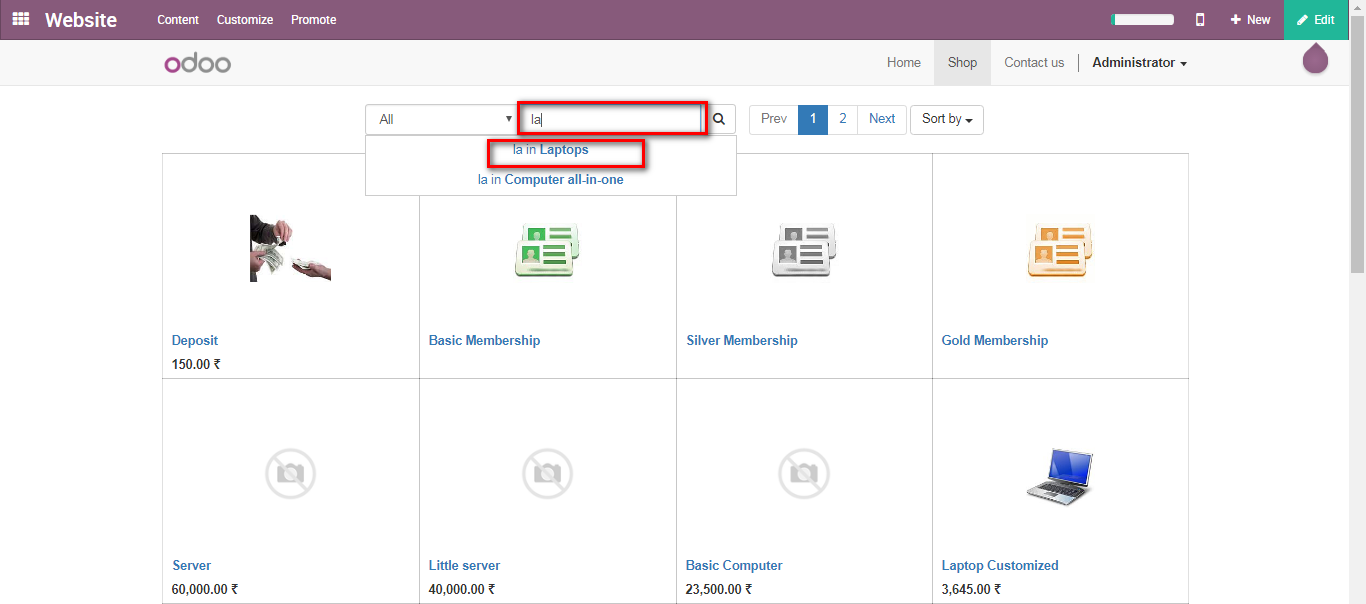 Website Content Customize Promote New Edit
odoo Home Shop Contact us Administrator
All la Prev 1 2 Next Sort by
la in Laptops
la in Computer all-in-one
Deposit Basic Membership Silver Membership Gold Membership
150.00 ₹
Server Little server Basic Computer Laptop Customized
60,000.00 ₹ 40,000.00 ₹ 23,500.00 ₹ 3,645.00 ₹